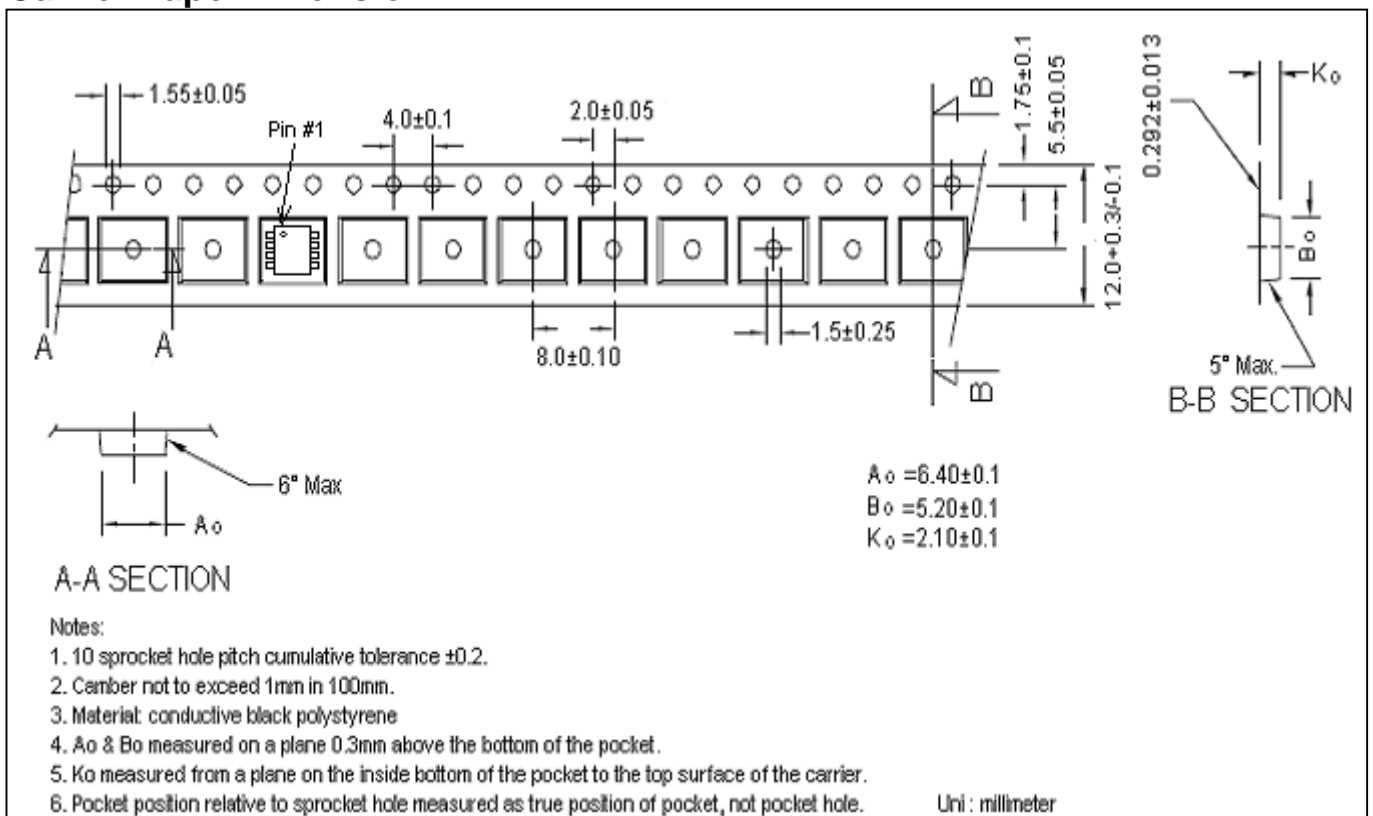 1.55±0.05
Pin #1
4.0±0.1
2.0±0.05
B
1.75±0.1
5.5±0.05
0.292±0.013
Ko
12.0+0.3/-0.1
Bo
A
A
8.0±0.10
1.5±0.25
B
5° Max.
B-B SECTION
6° Max
Ao
A-A SECTION
Ao =6.40±0.1
Bo =5.20±0.1
Ko =2.10±0.1
Notes:
1. 10 sprocket hole pitch cumulative tolerance ±0.2.
2. Camber not to exceed 1mm in 100mm.
3. Material: conductive black polystyrene
4. Ao & Bo measured on a plane 0.3mm above the bottom of the pocket.
5. Ko measured from a plane on the inside bottom of the pocket to the top surface of the carrier.
6. Pocket position relative to sprocket hole measured as true position of pocket, not pocket hole.
Uni : millimeter